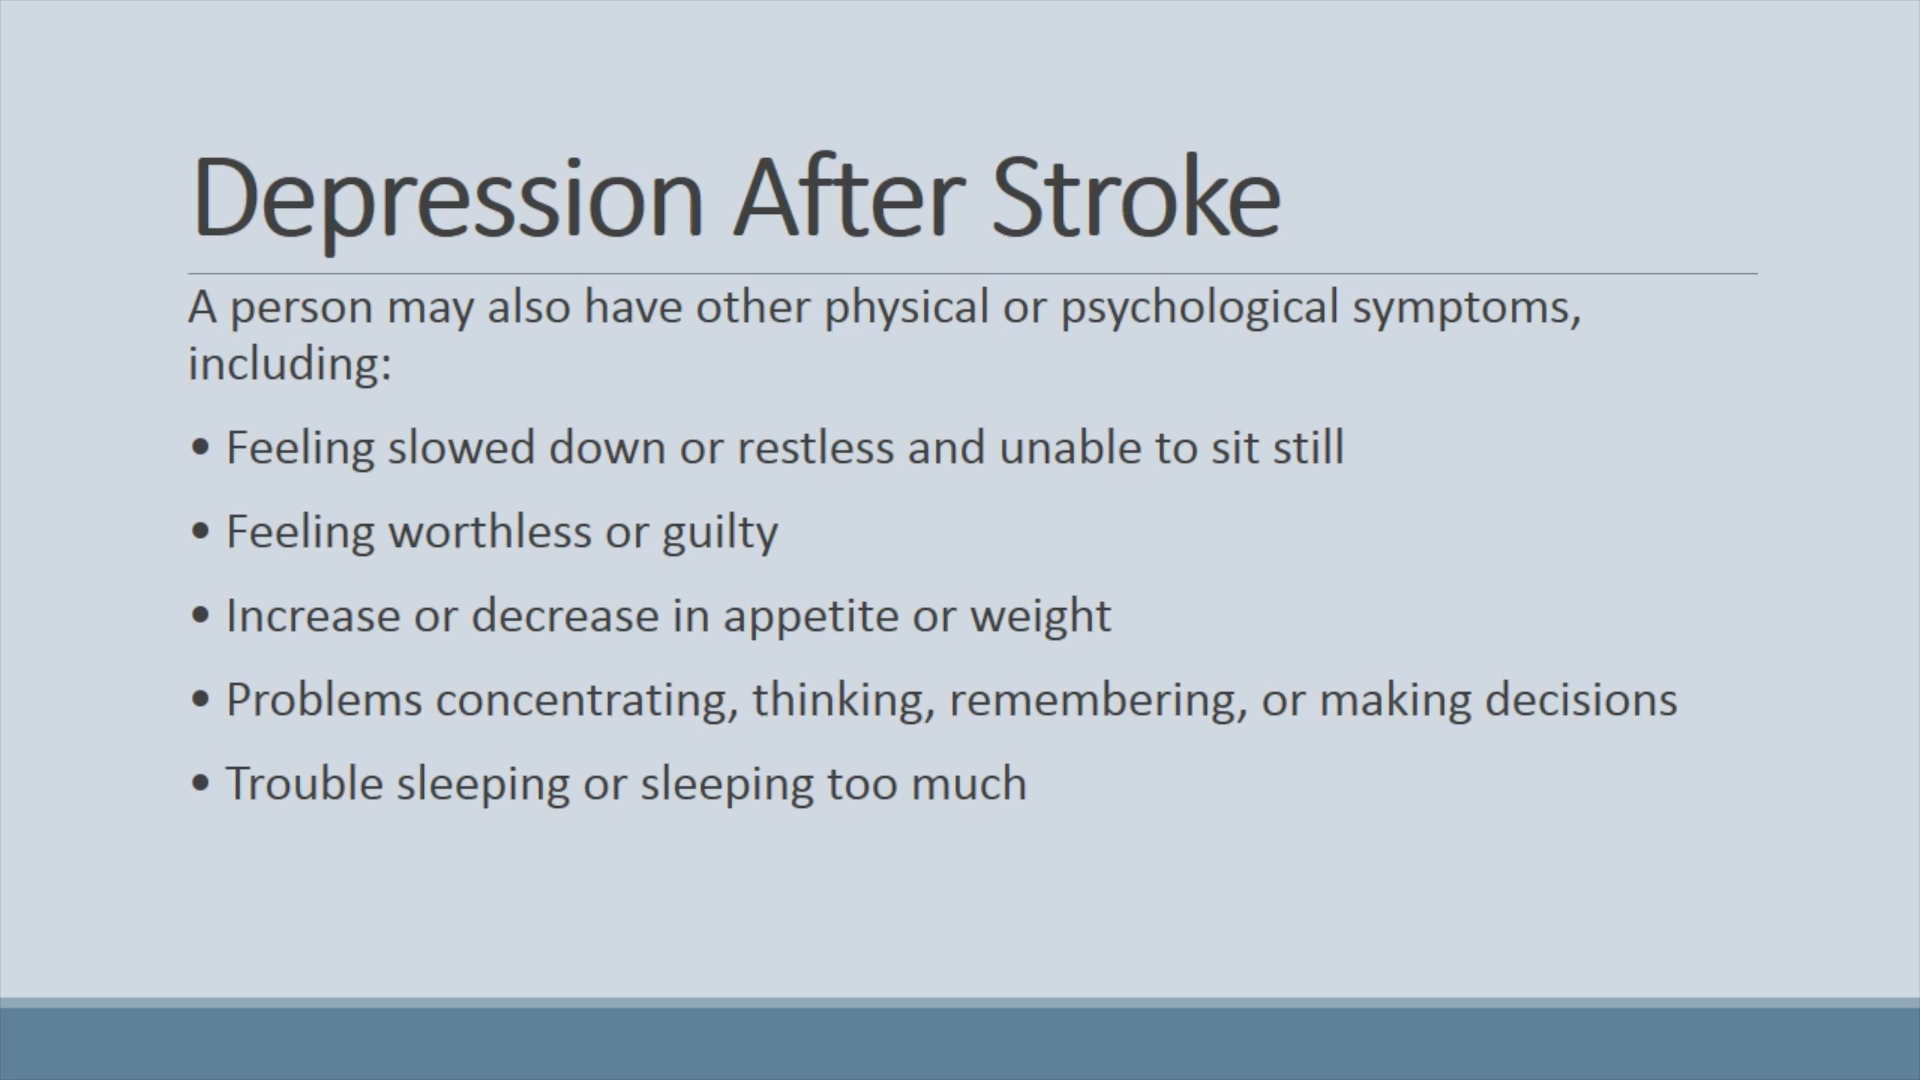 Depression After Stroke
A person may also have other physical or psychological symptoms,
including:
• Feeling slowed down or restless and unable to sit still
• Feeling worthless or guilty
• Increase or decrease in appetite or weight
• Problems concentrating, thinking, remembering, or making decisions
• Trouble sleeping or sleeping too much